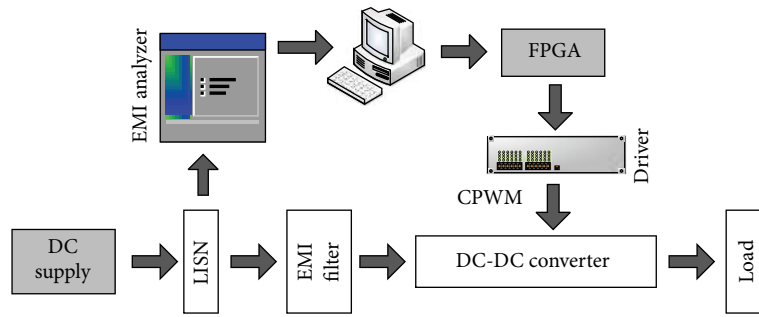 EMI analyzer
FPGA
Driver
CPWM
DC
supply
LISN
EMI
filter
DC-DC converter
Load